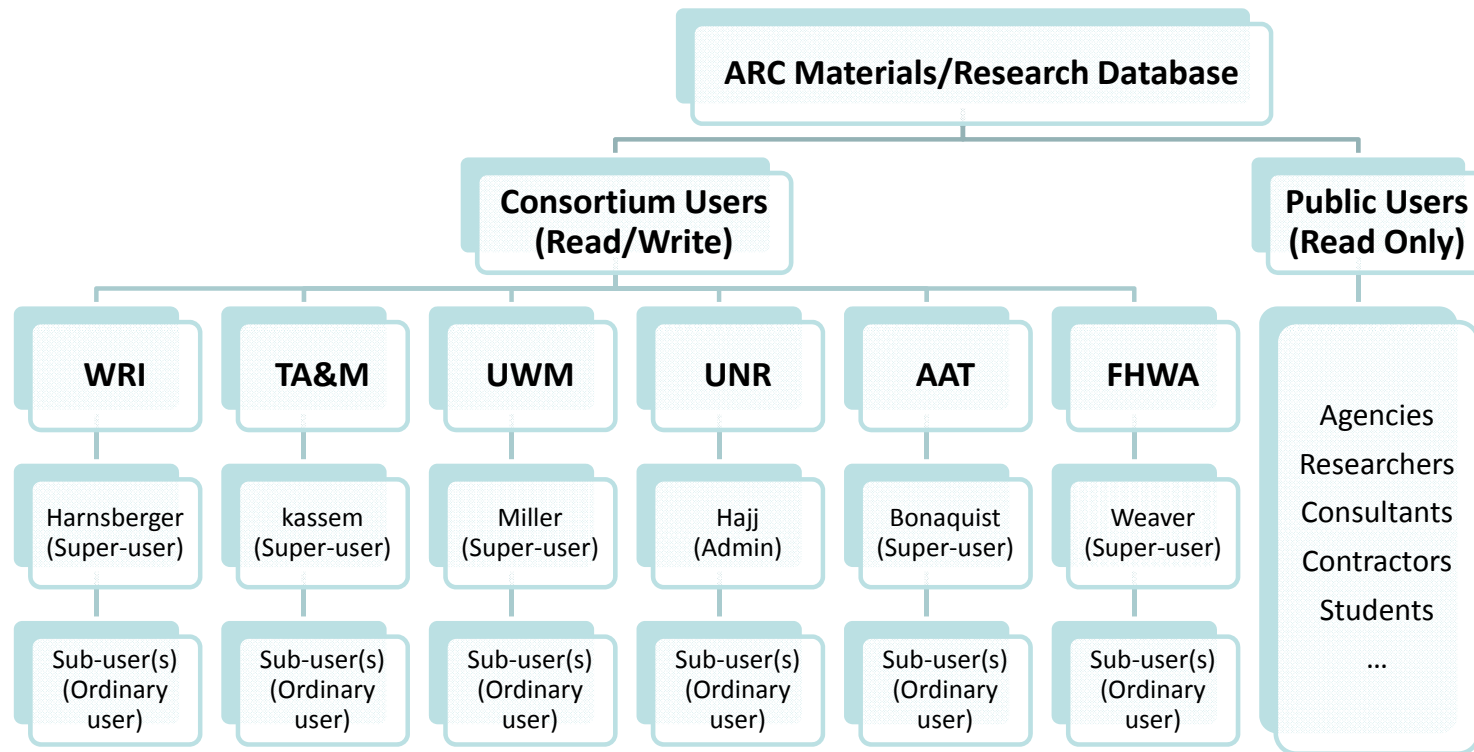 ARC Materials/Research Database
Consortium Users
(Read/Write)
Public Users
(Read Only)
WRI
TA&M
UWM
UNR
AAT
FHWA
Harnsberger
(Super-user)
kassem
(Super-user)
Miller
(Super-user)
Hajj
(Admin)
Bonaquist
(Super-user)
Weaver
(Super-user)
Sub-user(s)
(Ordinary
user)
Sub-user(s)
(Ordinary
user)
Sub-user(s)
(Ordinary
user)
Sub-user(s)
(Ordinary
user)
Sub-user(s)
(Ordinary
user)
Sub-user(s)
(Ordinary
user)
Agencies
Researchers
Consultants
Contractors
Students
...